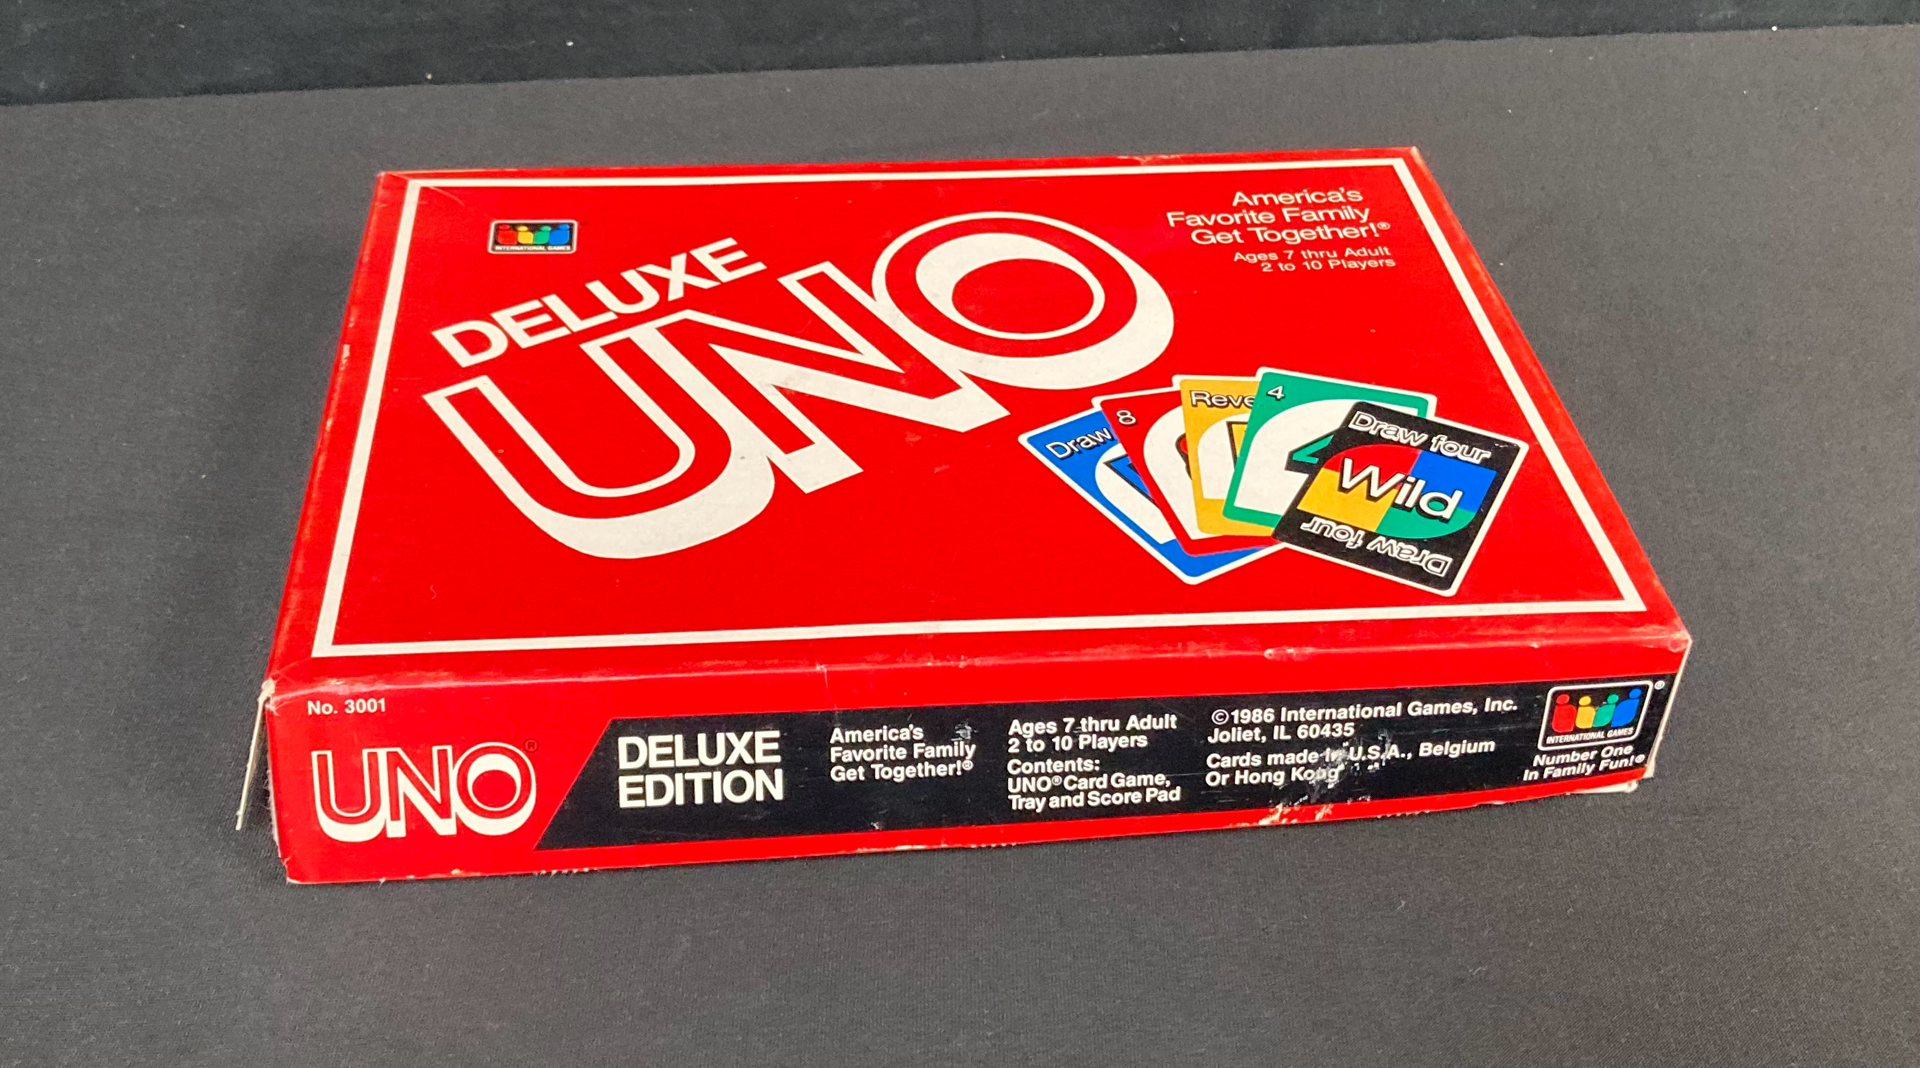 INTERNATIONAL GAMES
DELUXE
UNO
America's
Favorite Family
Get Together!®
Ages 7 thru Adult
2 to 10 Players
Draw
8
Reve
4
Draw four
Wild
Draw four
No. 3001
UNO®
DELUXE
EDITION
America's
Favorite Family
Get Together!®
Ages 7 thru Adult
2 to 10 Players
Contents:
UNO® Card Game,
Tray and Score Pad
©1986 International Games, Inc.
Joliet, IL 60435
Cards made in U.S.A., Belgium
Or Hong Kong
INTERNATIONAL GAMES
®
Number One
In Family Fun!®